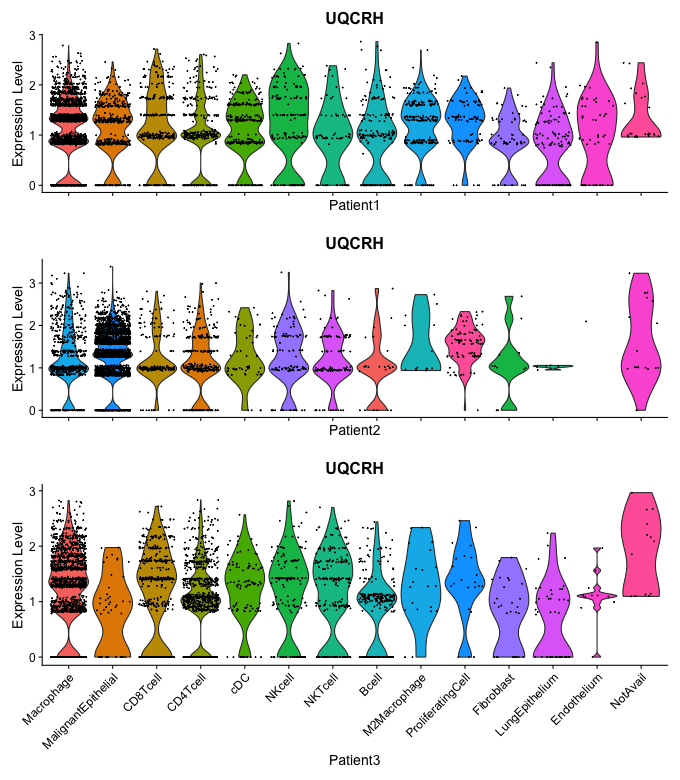 UQCRH
Expression Level
3
2
1
0
Patient1
UQCRH
Expression Level
3
2
1
0
Patient2
UQCRH
Expression Level
3
2
1
0
Macrophage
MalignantEpithelial
CD8Tcell
CD4Tcell
cDC
NKcell
NKTcell
Bcell
M2Macrophage
ProliferatingCell
Fibroblast
LungEpithelium
Endothelium
NotAvail
Patient3